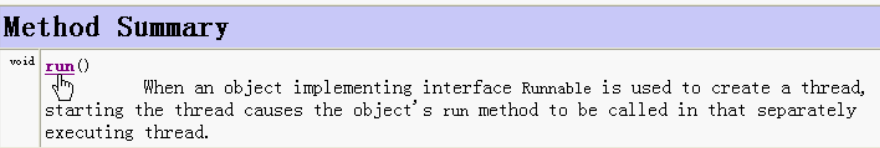 Method Summary
void run()
When an object implementing interface Runnable is used to create a thread,
starting the thread causes the object's run method to be called in that separately
executing thread.